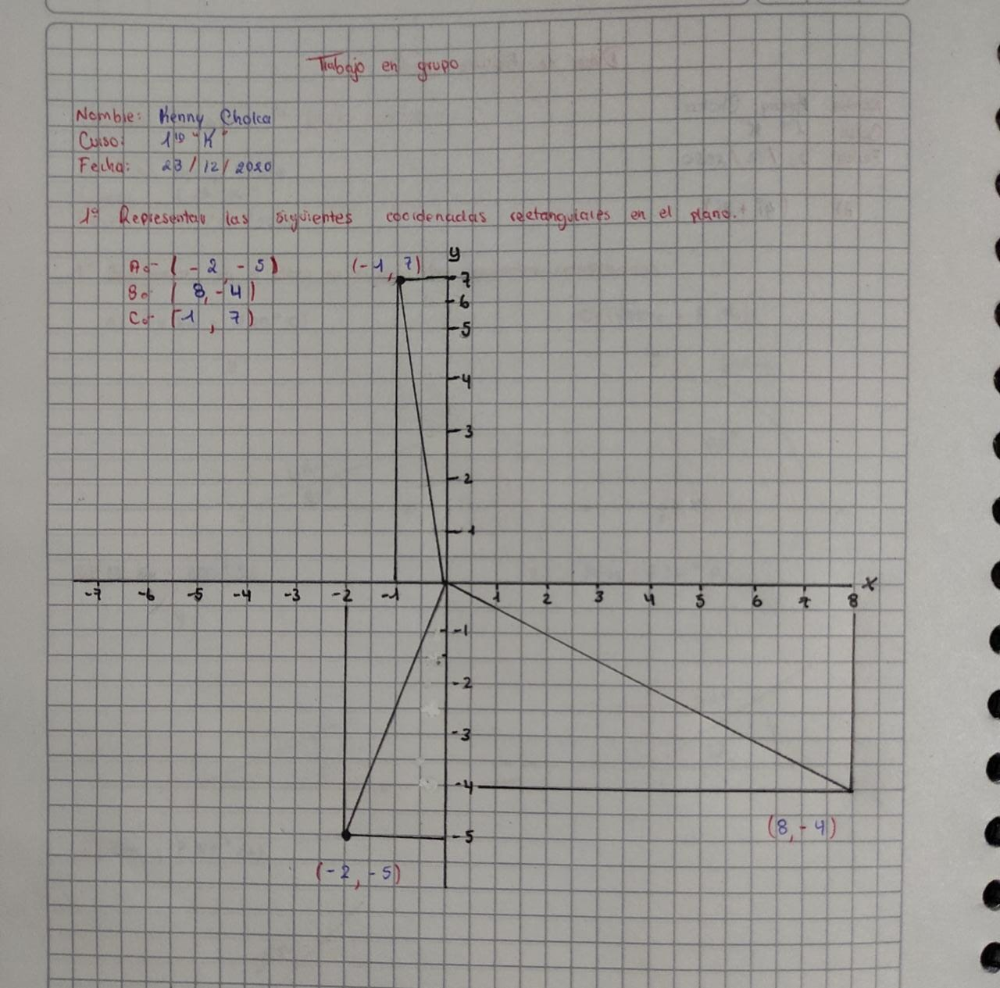 Trabajo en grupo
Nombre: Kenny Cholca
Curso: 1ro "K"
Fecha: 23/12/2020
1º Representar las siguientes coordenadas rectangulares en el plano.
A.- (-2, -5)
B.- (8, -4)
C.- (-1, 7)
(-1, 7)
y
7
6
5
4
3
2
1
-7 -6 -5 -4 -3 -2 -1 1 2 3 4 5 6 7 8 x
-1
-2
-3
-4
(8, -4)
-5
(-2, -5)